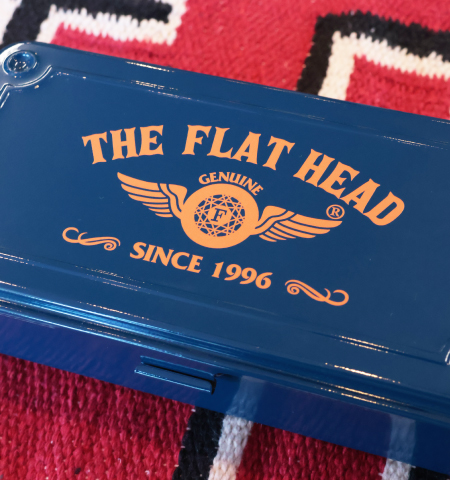 THE FLAT HEAD
GENUINE
F
®
SINCE 1996